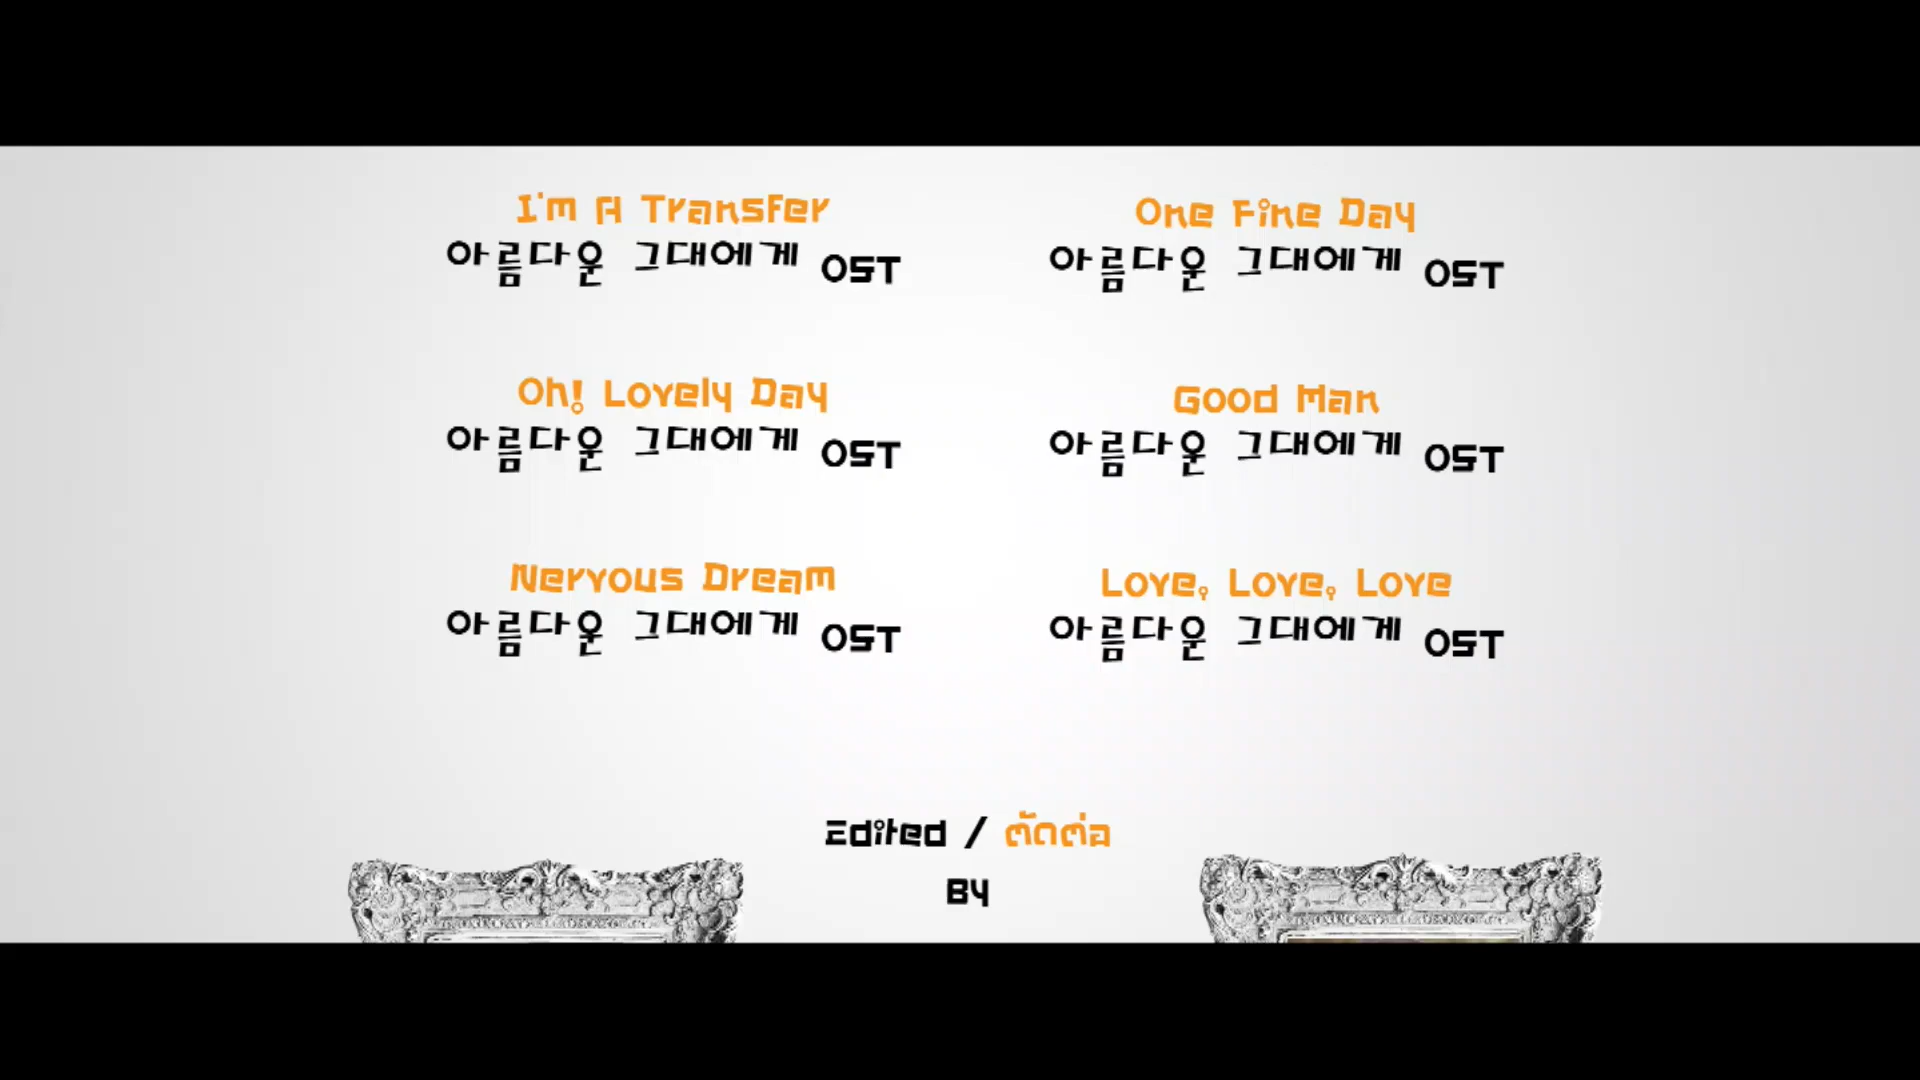 I'm A Transfer
아름다운 그대에게 OST
One Fine Day
아름다운 그대에게 OST
Oh! Lovely Day
아름다운 그대에게 OST
Good Man
아름다운 그대에게 OST
Nervous Dream
아름다운 그대에게 OST
Love, Love, Love
아름다운 그대에게 OST
Edited / ตัดต่อ
By